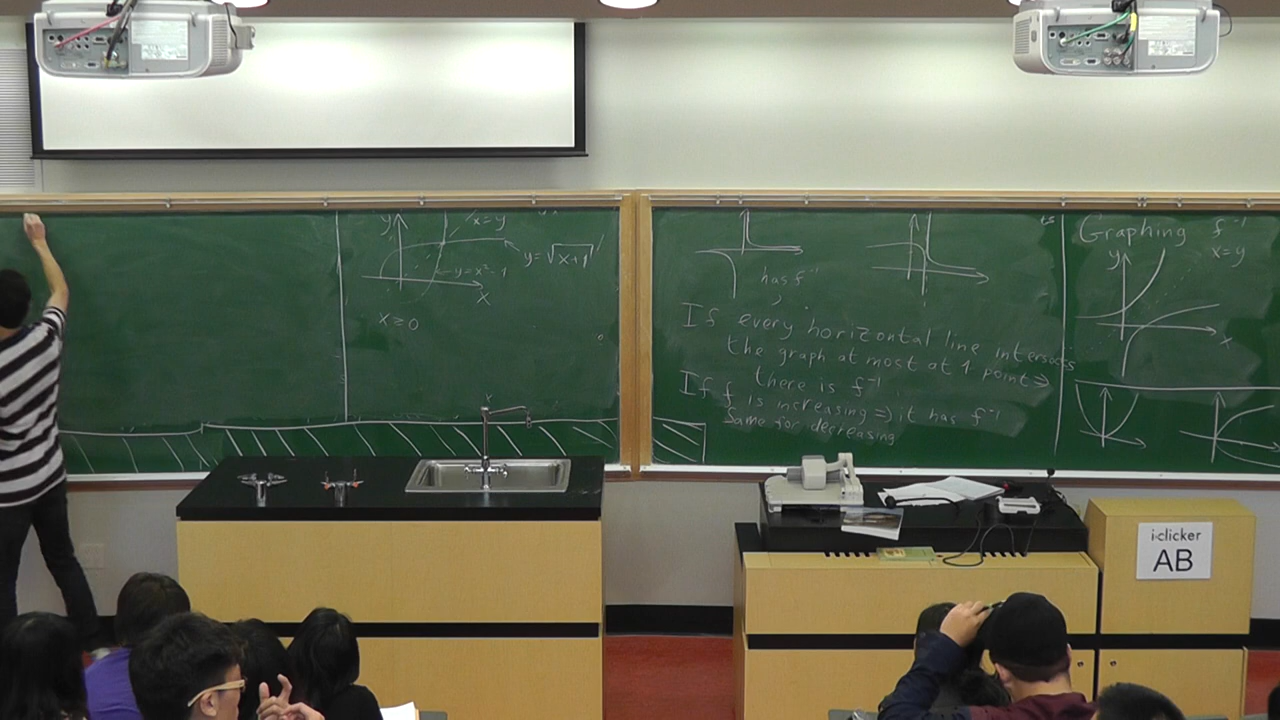 y
x=y
y=√x+1
y=x²-1
x
x≥0
has f⁻¹
If every horizontal line intersects
the graph at most at 1 point⇒
there is f⁻¹
If f is increasing⇒it has f⁻¹
Same for decreasing
ts
Graphing f⁻¹
y
x=y
x
i>clicker
AB